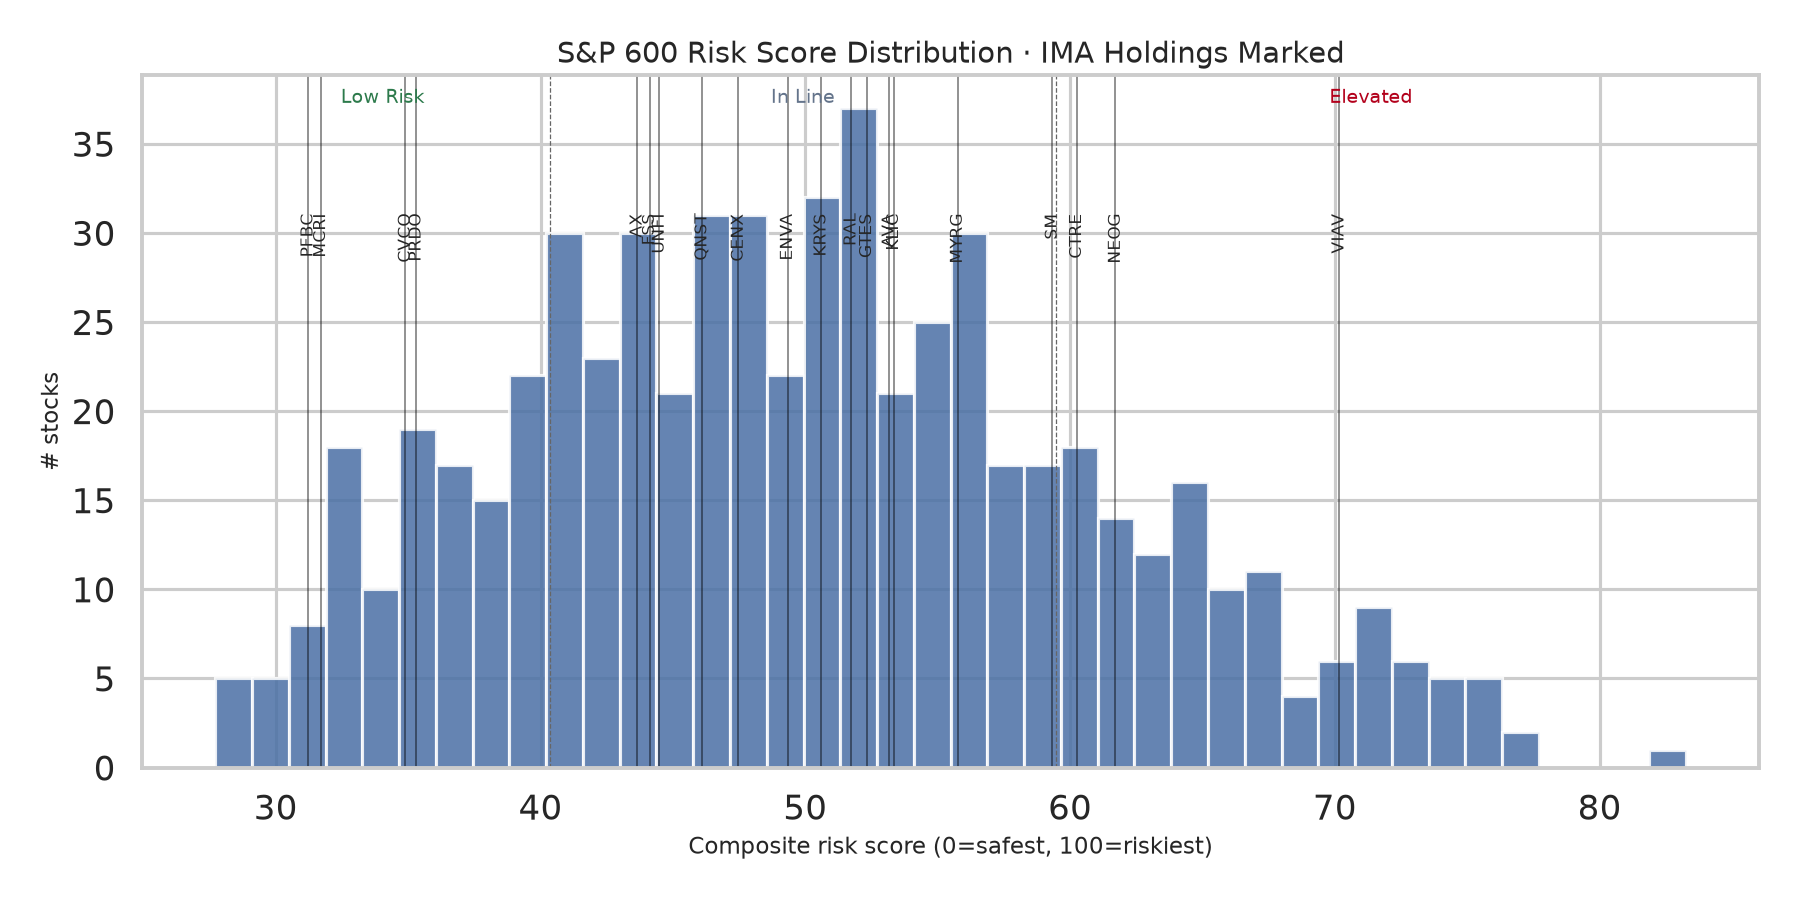 S&P 600 Risk Score Distribution · IMA Holdings Marked
Low Risk
In Line
Elevated
# stocks
35
30
25
20
15
10
5
0
PFBC
MCRI
CVCO
PRDO
AX
UNFI
QNST
CENX
ENVA
KRYS
RAL
GTES
AVA
KLIC
MYRG
SM
CTRE
NEOG
VIAV
30
40
50
60
70
80
Composite risk score (0=safest, 100=riskiest)